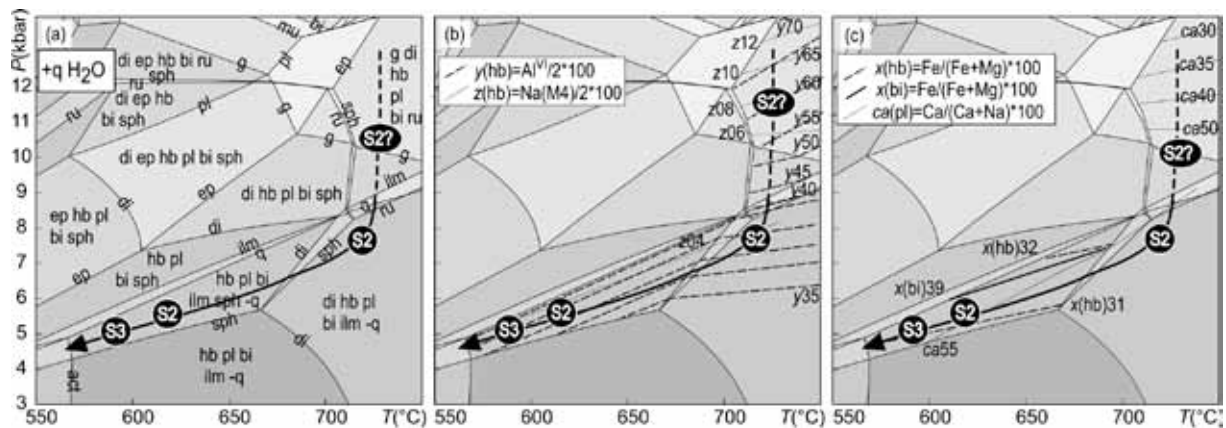 (a)
+q H₂O
P(kbar)
12
11
10
9
8
7
6
5
4
3
550
600
650
700
T(°C)
mu
bi
di ep hb bi ru
sph
g
pl
ep
ru
di ep hb
bi sph
ru
pl
g
sph
ru
g
g
g di
hb
pl
bi ru
S2?
di ep hb pl bi sph
di
ep
di hb pl bi sph
ep hb pl
bi sph
di
ilm
q
ilm
q
ru
S2
di
sph
ep
hb pl
bi sph
hb pl bi
ilm sph -q
S2
S3
sph
di hb pl
bi ilm -q
di
act
hb pl bi
ilm -q
(b)
y(hb)=Alⱽᴵ/2*100
z(hb)=Na(M4)/2*100
z12
z10
z08
z06
z04
y70
y65
y60
y55
y50
y45
y40
y35
S2?
S2
S2
S3
550
600
650
700
T(°C)
(c)
x(hb)=Fe/(Fe+Mg)*100
x(bi)=Fe/(Fe+Mg)*100
ca(pl)=Ca/(Ca+Na)*100
ca30
ca35
ca40
ca50
S2?
S2
x(hb)32
x(bi)39
S2
x(hb)31
S3
ca55
550
600
650
700
T(°C)